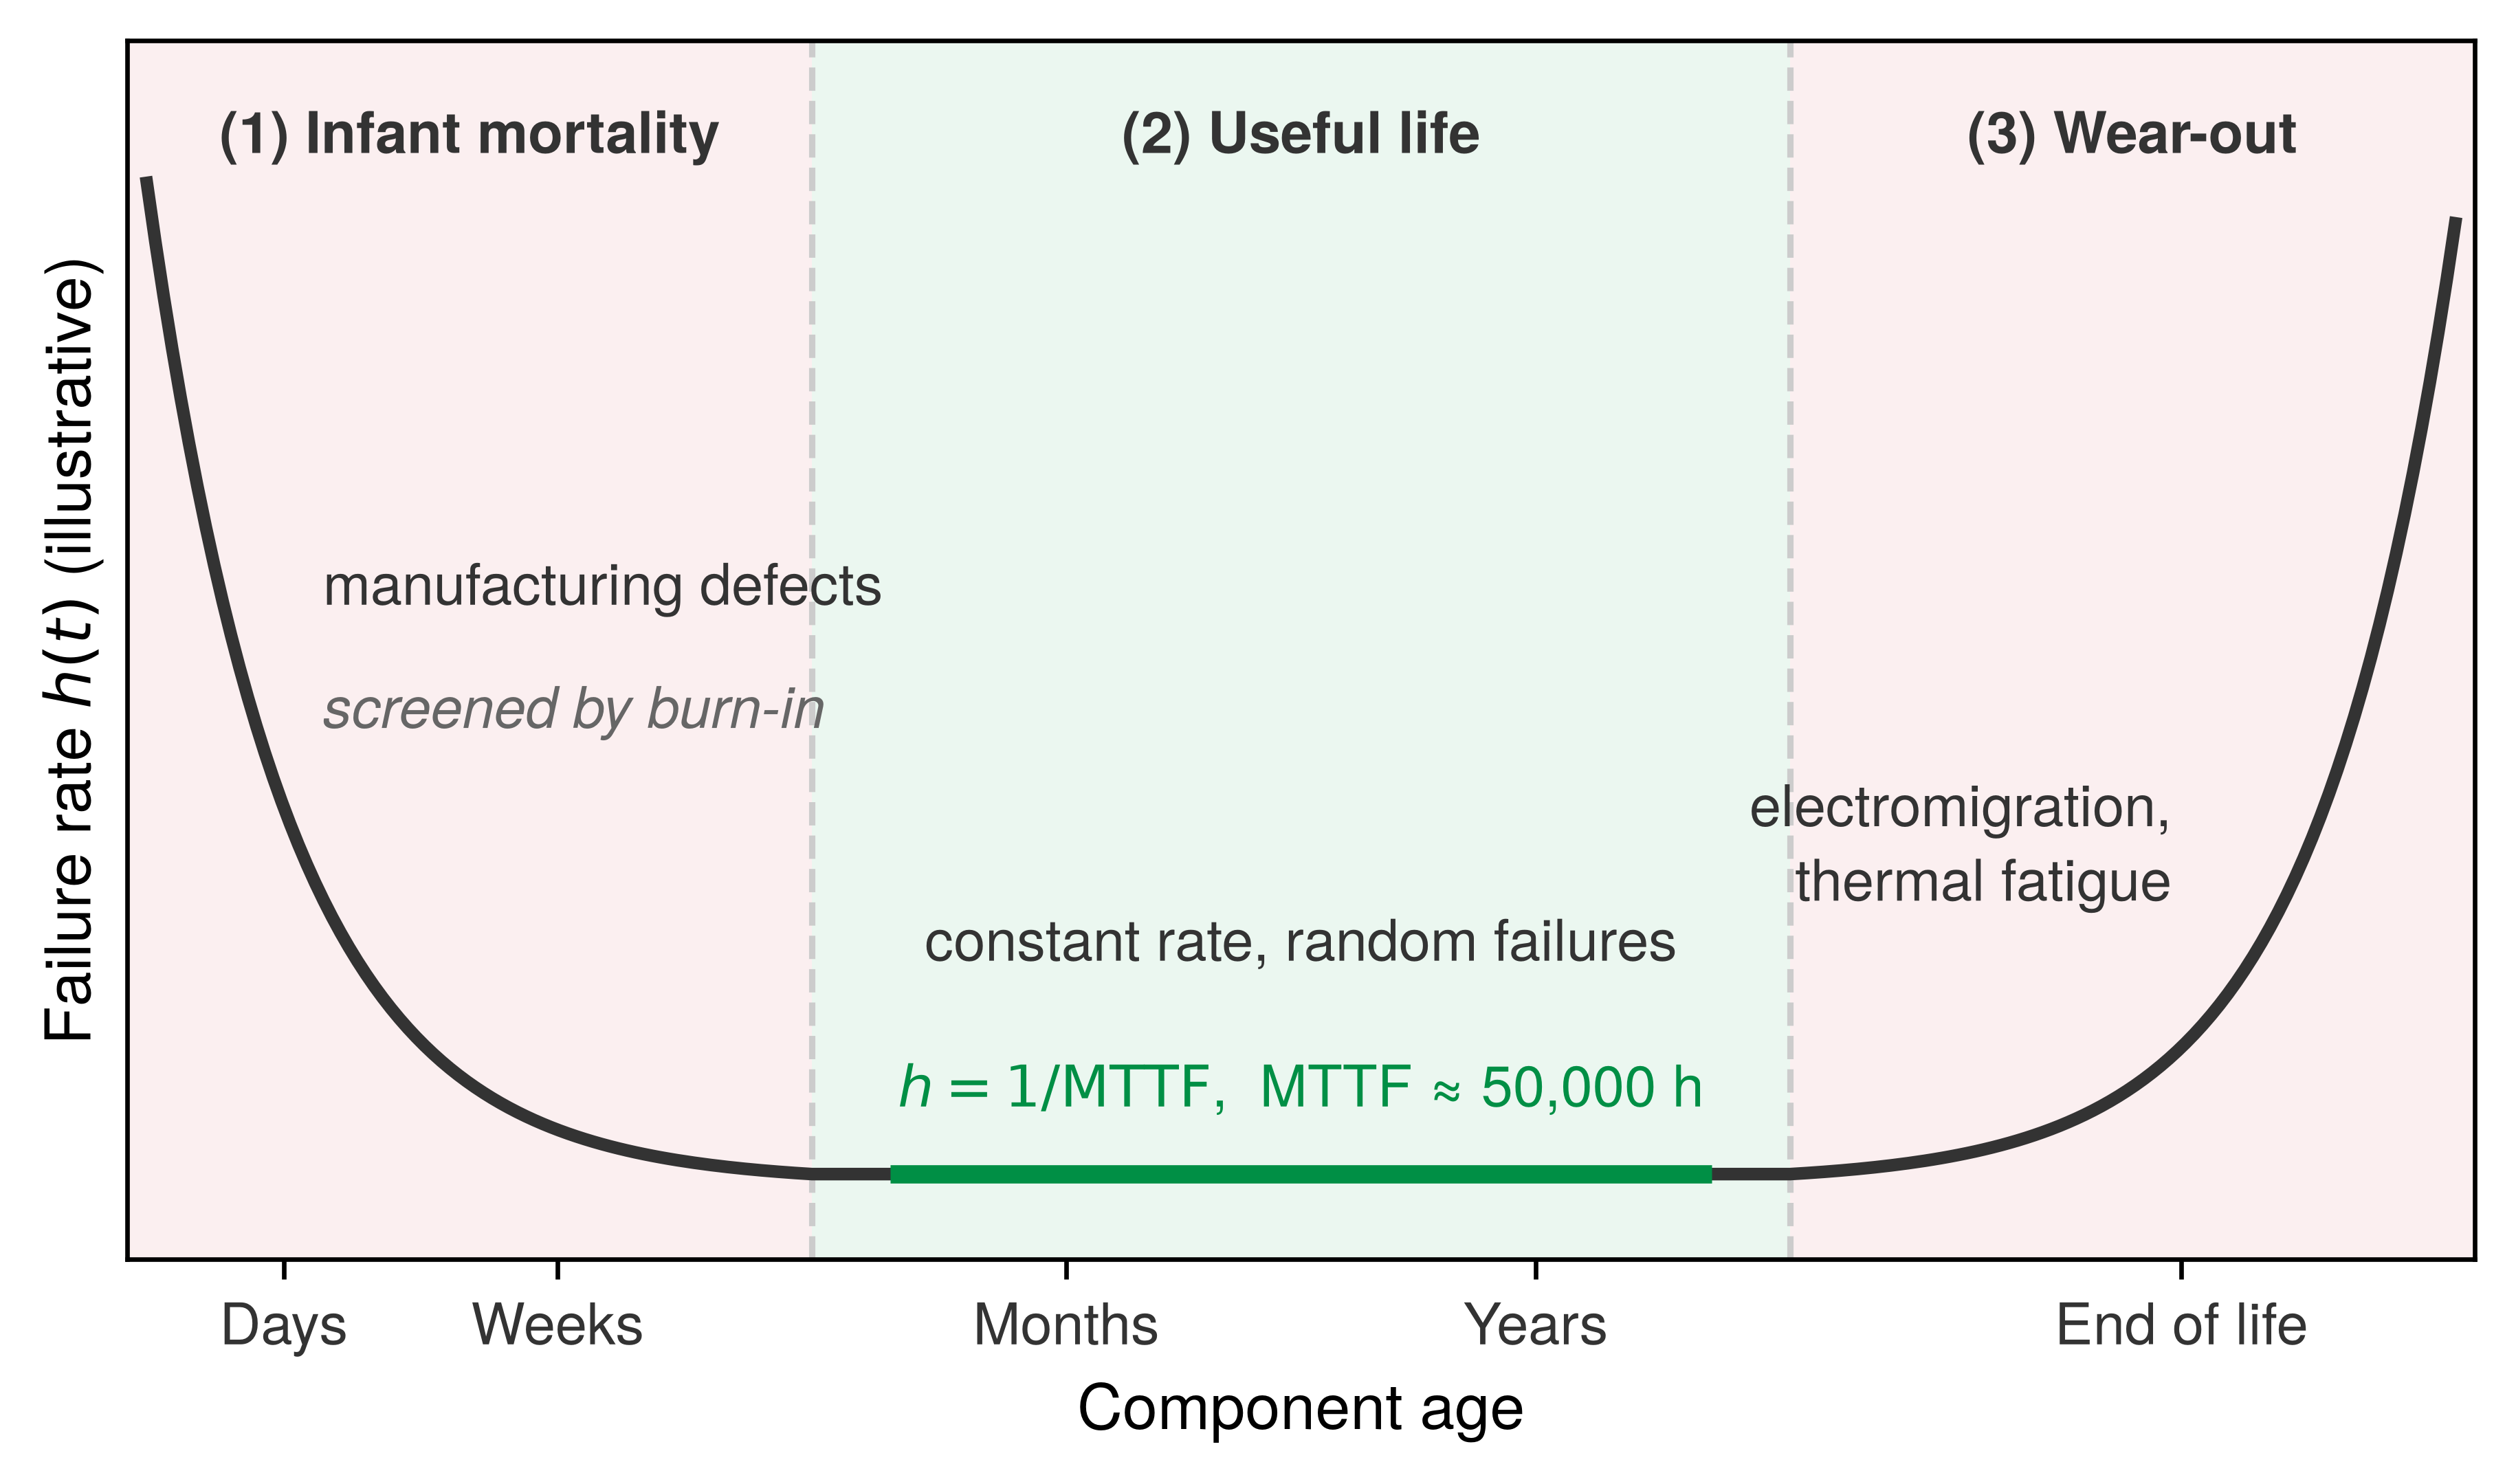 (1) Infant mortality
(2) Useful life
(3) Wear-out
Failure rate h(t) (illustrative)
manufacturing defects
screened by burn-in
electromigration,
thermal fatigue
constant rate, random failures
h = 1/MTTF, MTTF ≈ 50,000 h
Days
Weeks
Months
Years
End of life
Component age